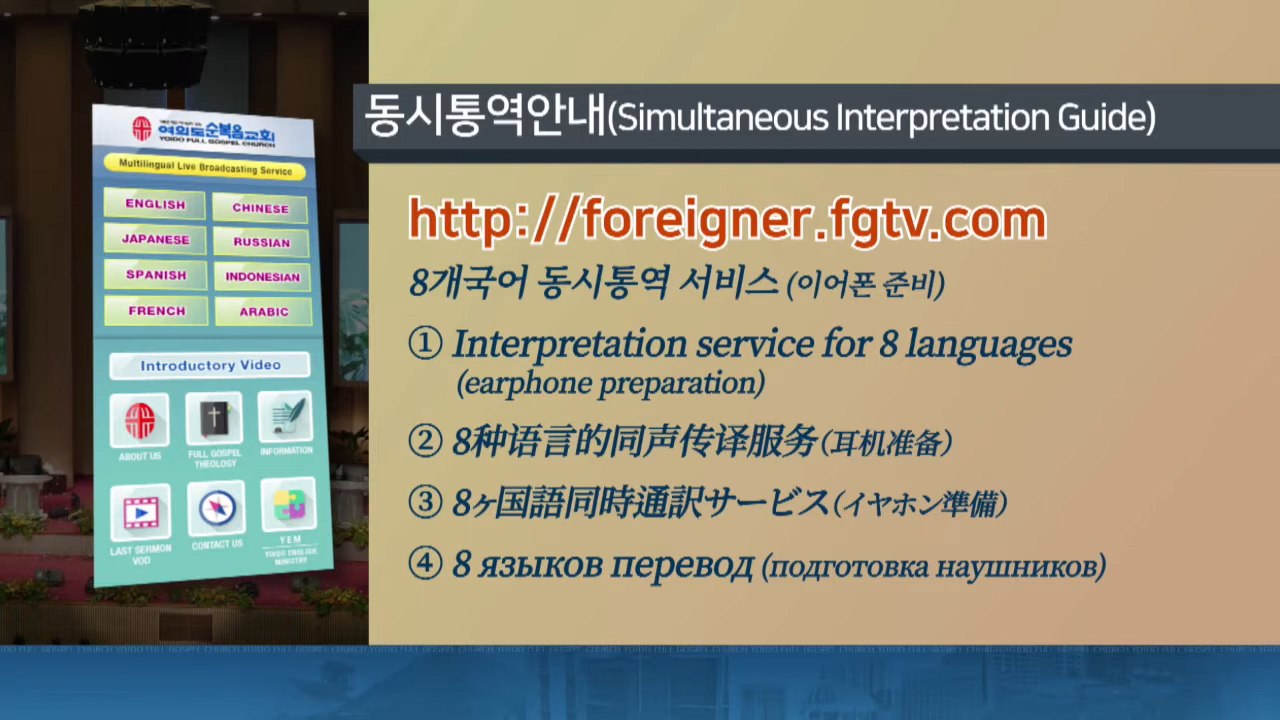 여의도순복음교회
YOIDO FULL GOSPEL CHURCH
Multilingual Live Broadcasting Service
ENGLISH
CHINESE
JAPANESE
RUSSIAN
SPANISH
INDONESIAN
FRENCH
ARABIC
Introductory Video
ABOUT US
FULL GOSPEL
THEOLOGY
INFORMATION
LAST SERMON
VOD
CONTACT US
YEM
YOIDO ENGLISH
MINISTRY
동시통역안내(Simultaneous Interpretation Guide)
http://foreigner.fgtv.com
8개국어 동시통역 서비스 (이어폰 준비)
① Interpretation service for 8 languages
(earphone preparation)
② 8种语言的同声传译服务(耳机准备)
③ 8ヶ国語同時通訳サービス(イヤホン準備)
④ 8 языков перевод (подготовка наушников)